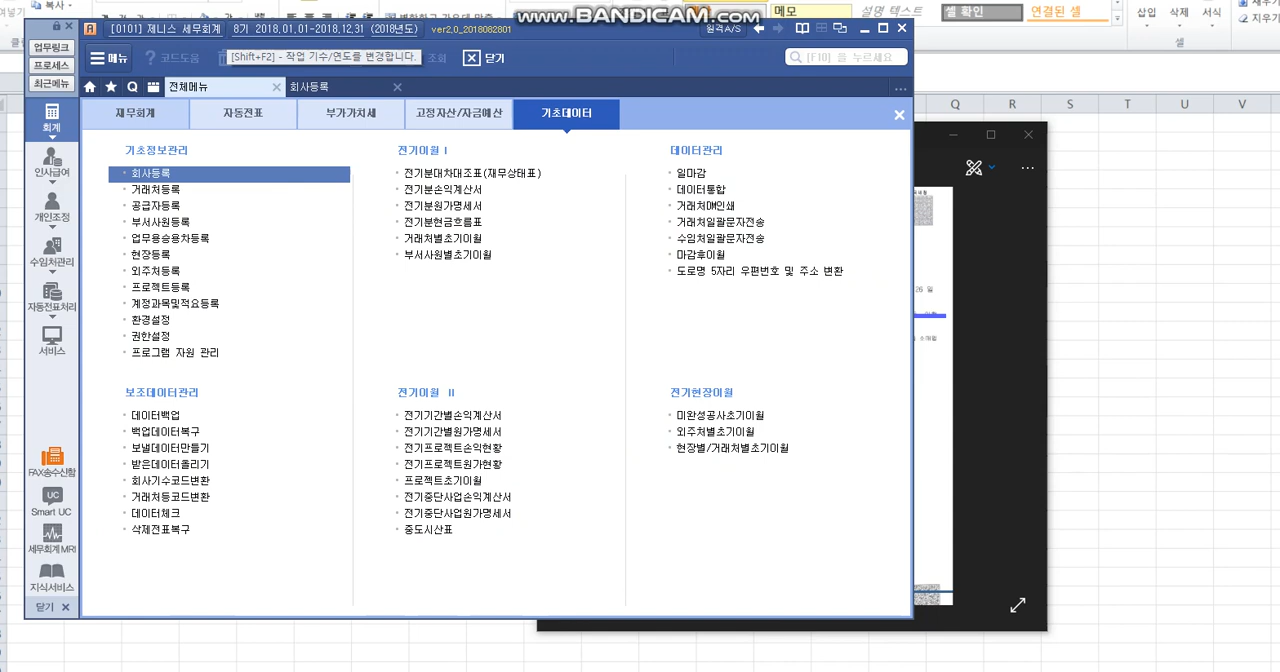 복사
www.BANDICAM.com
메모
설명 텍스트
셀 확인
연결된 셀
삽입 삭제 서식
지우기
셀
Q R S T U V
[0101] 제니스 세무회계 8기 2018.01.01~2018.12.31 (2018년도) ver2.0_2018082801
원격A/S
메뉴
? 코드도움
[Shift+F2] - 작업 기수/연도를 변경합니다.
조회
닫기
[F10] 을 누르세요
전체메뉴
회사등록
업무링크
프로세스
최근메뉴
회계
인사급여
개인조정
수임처관리
자동전표처리
서비스
FAX송수신함
UC
Smart UC
세무회계 MRI
지식서비스
닫기
재무회계
자동전표
부가가치세
고정자산/자금예산
기초데이터
기초정보관리
회사등록
거래처등록
공급자등록
부서사원등록
업무용승용차등록
현장등록
외주처등록
프로젝트등록
계정과목및적요등록
환경설정
권한설정
프로그램 자원 관리
전기이월 I
전기분대차대조표(재무상태표)
전기분손익계산서
전기분원가명세서
전기분현금흐름표
거래처별초기이월
부서사원별초기이월
데이터관리
일마감
데이터통합
거래처DM인쇄
거래처일괄문자전송
수임처일괄문자전송
마감후이월
도로명 5자리 우편번호 및 주소 변환
보조데이터관리
데이터백업
백업데이터복구
보낼데이터만들기
받은데이터올리기
회사기수코드변환
거래처등코드변환
데이터체크
삭제전표복구
전기이월 II
전기기간별손익계산서
전기기간별원가명세서
전기프로젝트손익현황
전기프로젝트원가현황
프로젝트초기이월
전기중단사업손익계산서
전기중단사업원가명세서
중도시산표
전기현장이월
미완성공사초기이월
외주처별초기이월
현장별/거래처별초기이월
26 일